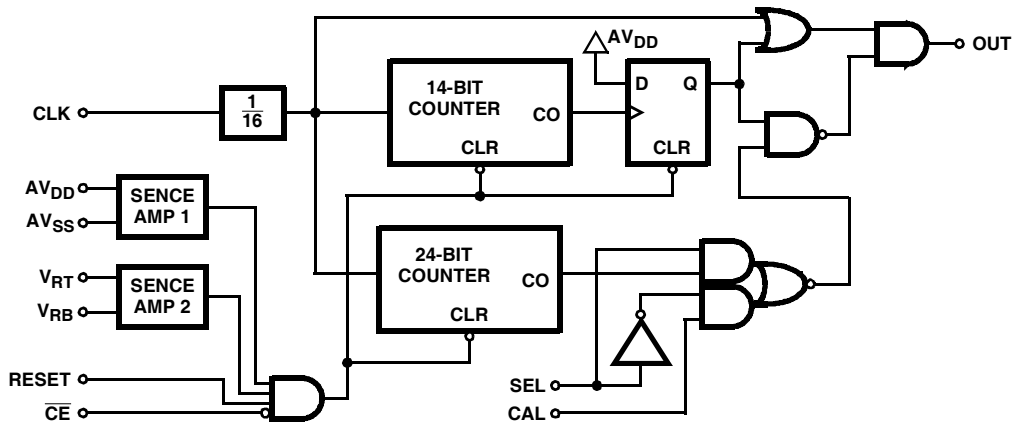 AVDD
OUT
14-BIT
COUNTER
D
Q
1
16
CLK
CO
CLR
CLR
AVDD
AVSS
SENCE
AMP 1
24-BIT
COUNTER
CO
CLR
VRT
VRB
SENCE
AMP 2
RESET
CE
SEL
CAL